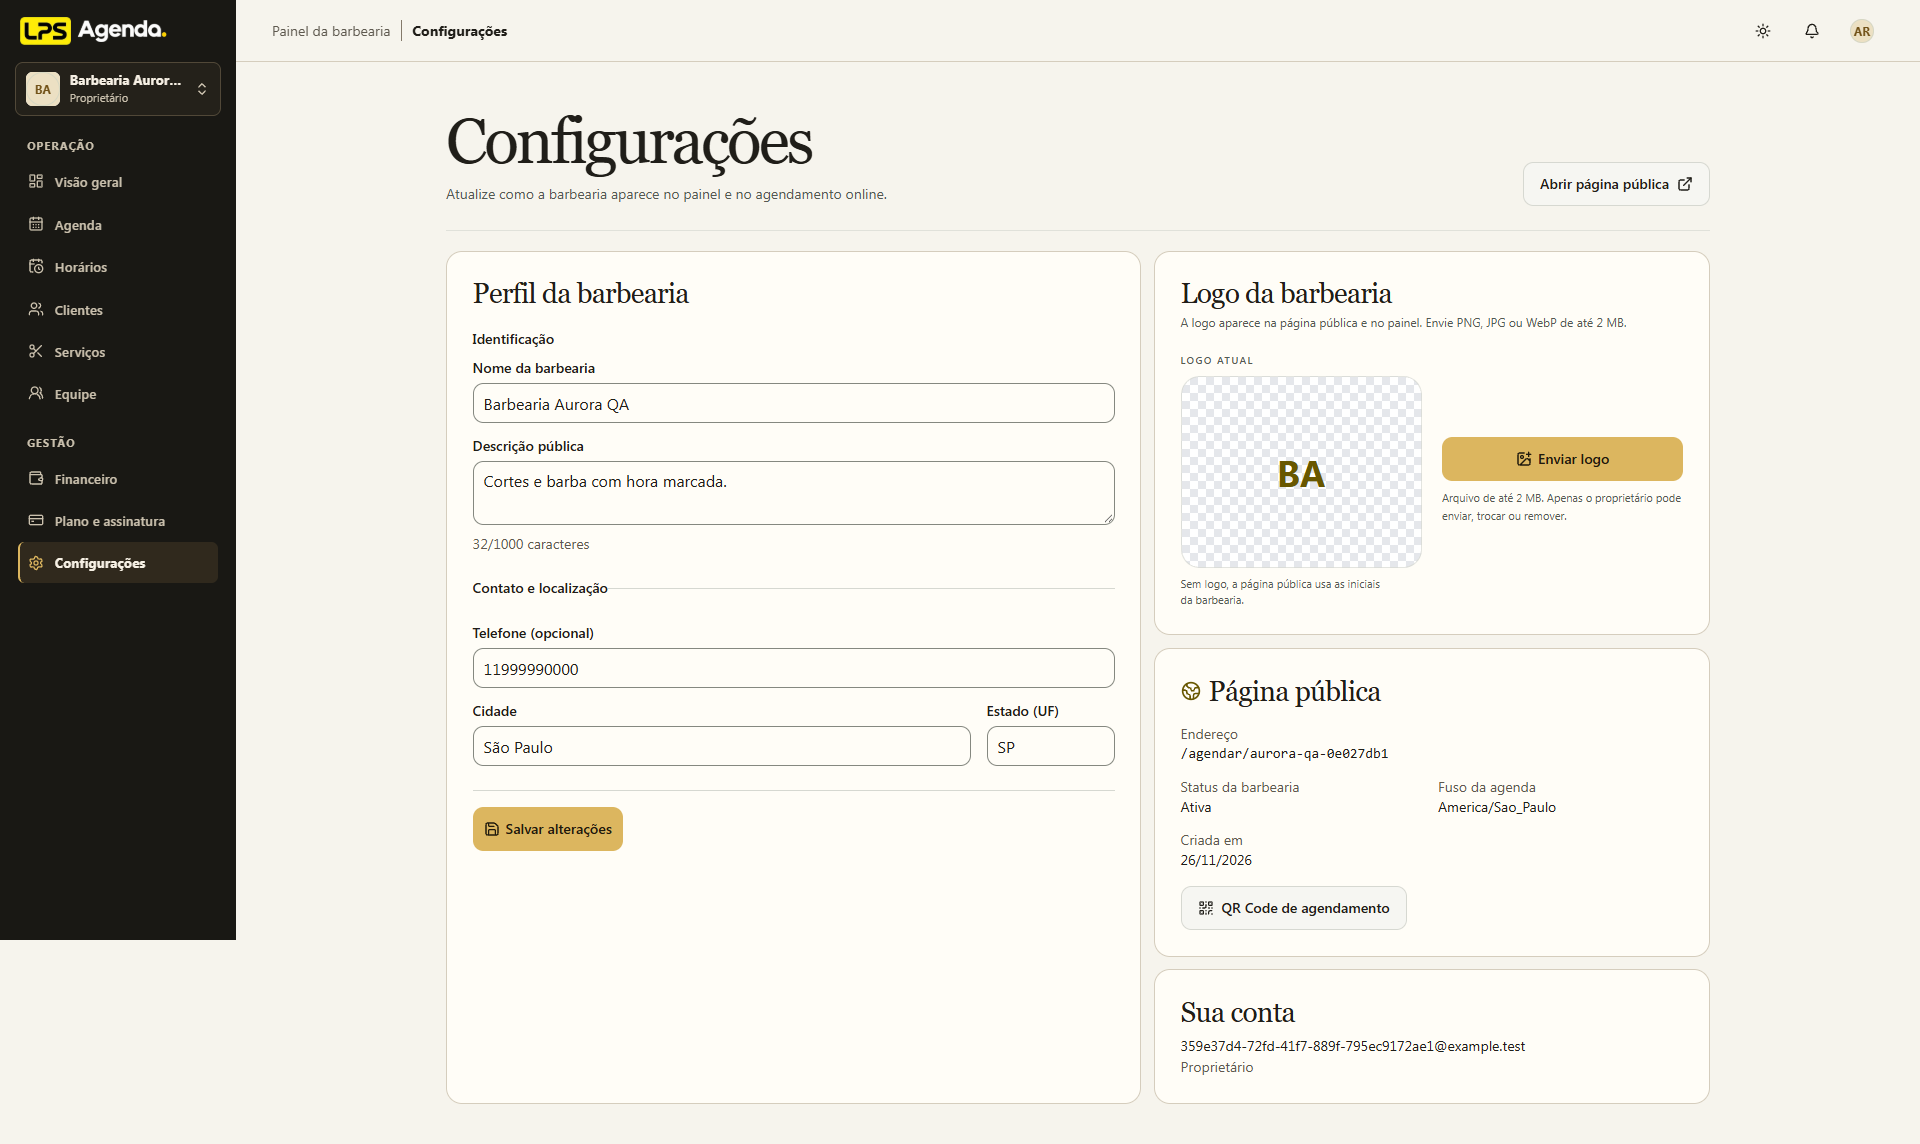 LPS Agenda.
BA
Barbearia Auror...
Proprietário
OPERAÇÃO
Visão geral
Agenda
Horários
Clientes
Serviços
Equipe
GESTÃO
Financeiro
Plano e assinatura
Configurações
Painel da barbearia
Configurações
AR
Configurações
Atualize como a barbearia aparece no painel e no agendamento online.
Abrir página pública
Perfil da barbearia
Identificação
Nome da barbearia
Barbearia Aurora QA
Descrição pública
Cortes e barba com hora marcada.
32/1000 caracteres
Contato e localização
Telefone (opcional)
11999990000
Cidade
Estado (UF)
São Paulo
SP
Salvar alterações
Logo da barbearia
A logo aparece na página pública e no painel. Envie PNG, JPG ou WebP de até 2 MB.
LOGO ATUAL
BA
Enviar logo
Arquivo de até 2 MB. Apenas o proprietário pode
enviar, trocar ou remover.
Sem logo, a página pública usa as iniciais
da barbearia.
Página pública
Endereço
/agendar/aurora-qa-0e027db1
Status da barbearia
Fuso da agenda
Ativa
America/Sao_Paulo
Criada em
26/11/2026
QR Code de agendamento
Sua conta
359e37d4-72fd-41f7-889f-795ec9172ae1@example.test
Proprietário